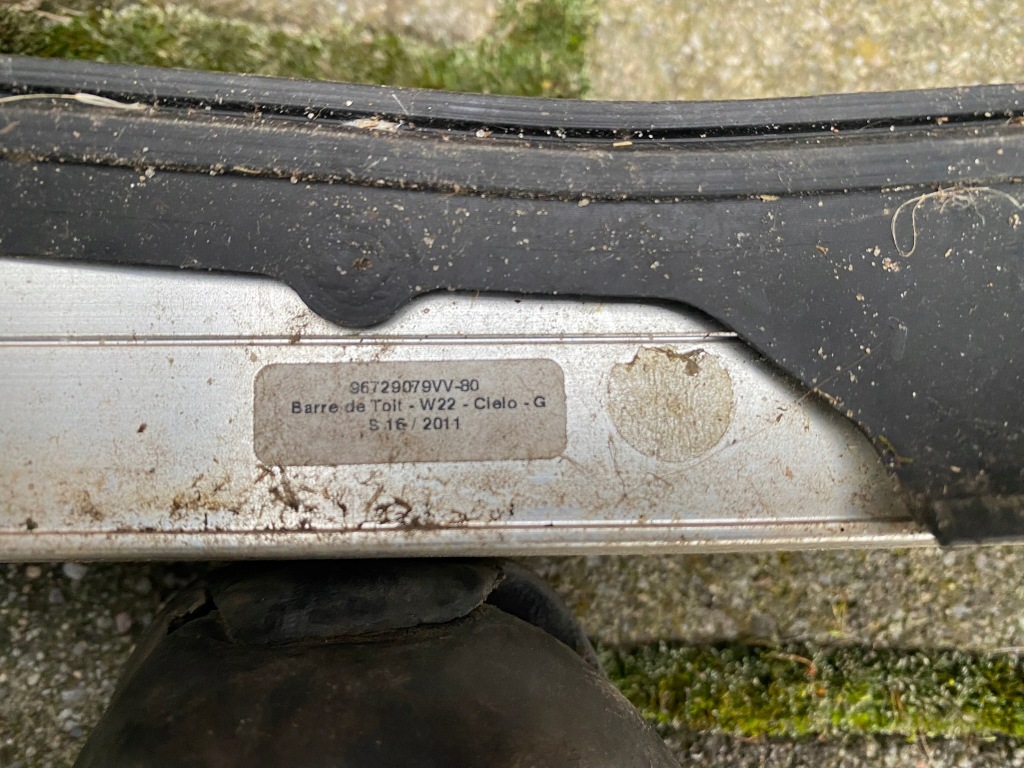 96729079VV-80
Barre de Toit - W22 - Cielo - G
S 16 / 2011